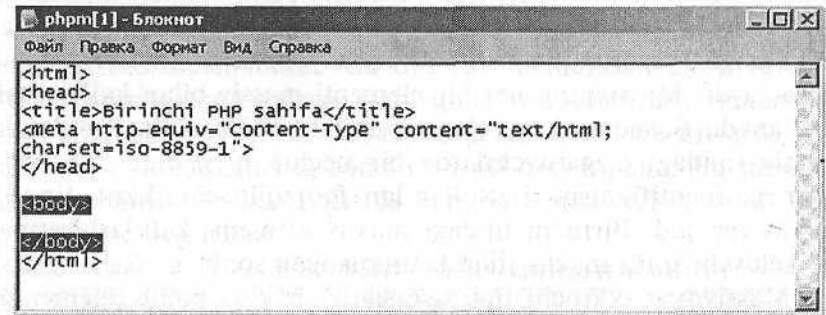 phpm[1] - Блокнот
Файл Правка Формат Вид Справка
<html>
<head>
<title>Birinchi PHP sahifa</title>
<meta http-equiv="Content-Type" content="text/html;
charset=iso-8859-1">
</head>
<body>
</body>
</html>